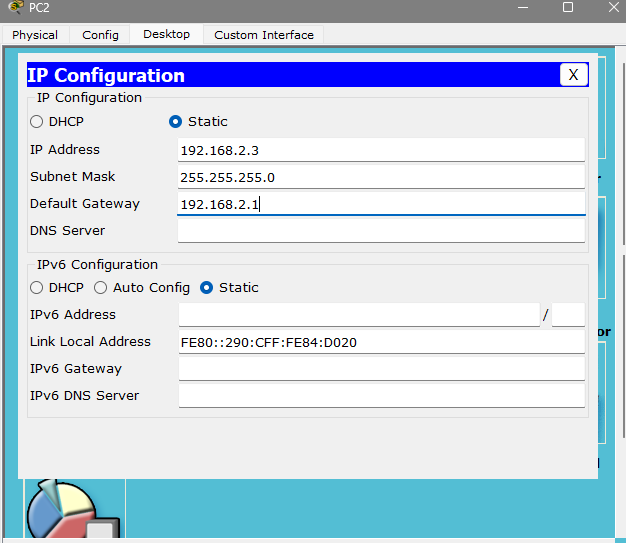 PC2
Physical Config Desktop Custom Interface
IP Configuration X
IP Configuration
DHCP Static
IP Address 192.168.2.3
Subnet Mask 255.255.255.0
Default Gateway 192.168.2.1
DNS Server
IPv6 Configuration
DHCP Auto Config Static
IPv6 Address /
Link Local Address FE80::290:CFF:FE84:D020
IPv6 Gateway
IPv6 DNS Server